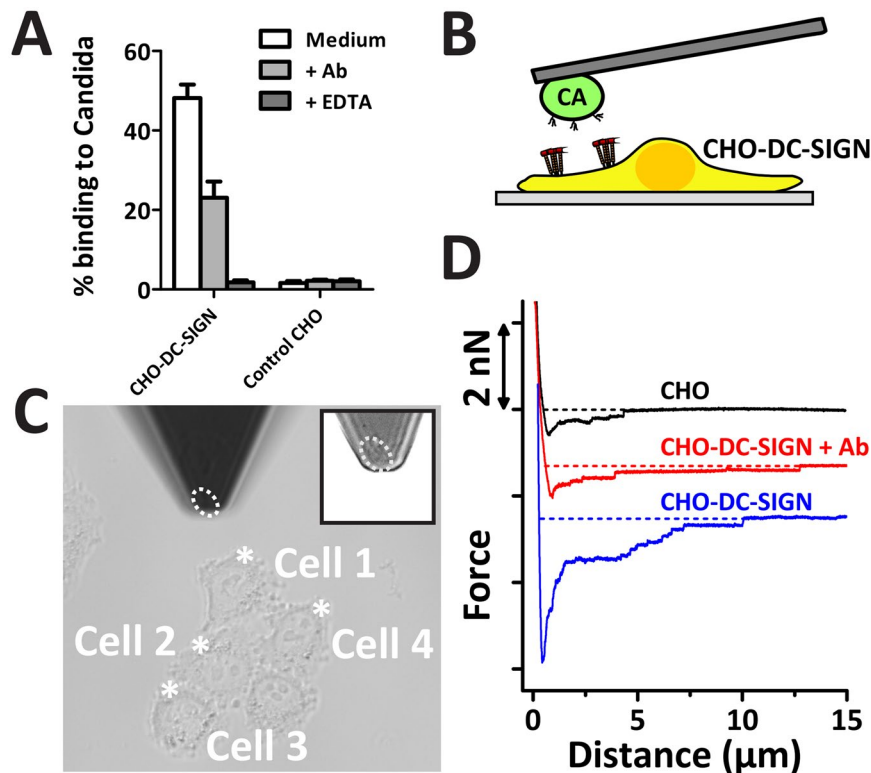 A
% binding to Candida
60
40
20
0
Medium
+ Ab
+ EDTA
CHO-DC-SIGN
Control CHO
B
CA
CHO-DC-SIGN
C
* Cell 1
*
Cell 2 *
Cell 4
*
Cell 3
D
2 nN
Force
CHO
CHO-DC-SIGN + Ab
CHO-DC-SIGN
0
5
10
15
Distance (µm)